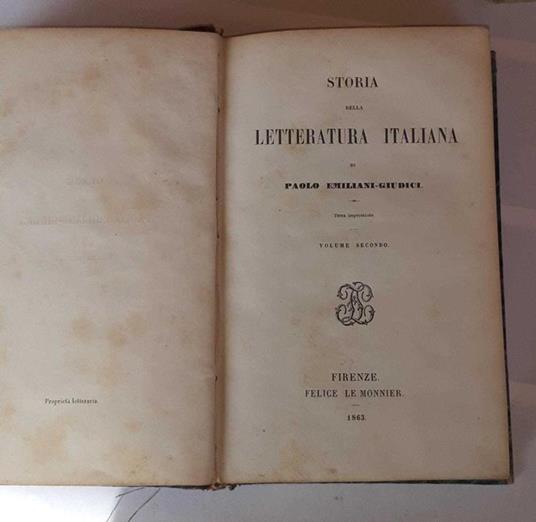 Proprietà letteraria.
STORIA
DELLA
LETTERATURA ITALIANA
DI
PAOLO EMILIANI-GIUDICI.
Terza impressione
VOLUME SECONDO.
FIRENZE.
FELICE LE MONNIER.
1863.